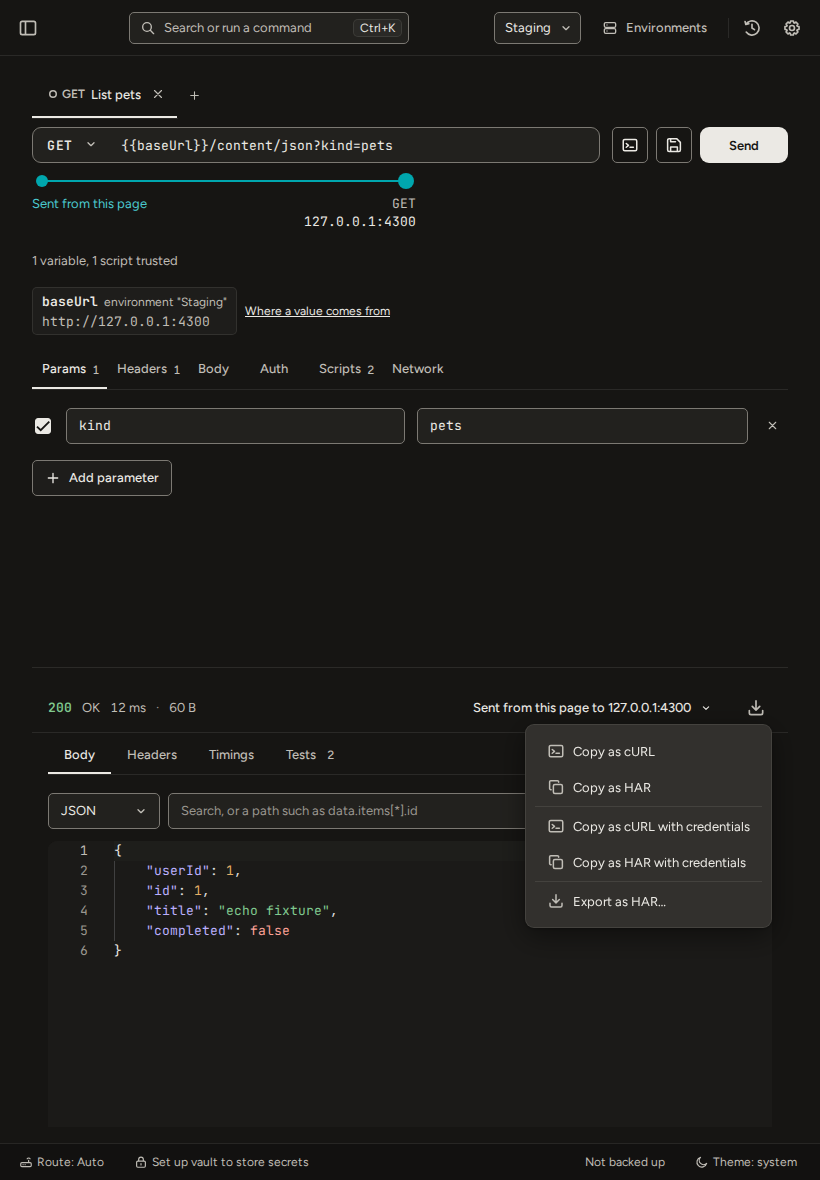 Search or run a command Ctrl+K Staging Environments
GET List pets
GET {{baseUrl}}/content/json?kind=pets Send
Sent from this page GET
127.0.0.1:4300
1 variable, 1 script trusted
baseUrl environment "Staging"
http://127.0.0.1:4300
Where a value comes from
Params 1 Headers 1 Body Auth Scripts 2 Network
kind pets
Add parameter
200 OK 12 ms · 60 B Sent from this page to 127.0.0.1:4300
Body Headers Timings Tests 2
JSON Search, or a path such as data.items[*].id
1 {
2 "userId": 1,
3 "id": 1,
4 "title": "echo fixture",
5 "completed": false
6 }
Copy as cURL
Copy as HAR
Copy as cURL with credentials
Copy as HAR with credentials
Export as HAR...
Route: Auto Set up vault to store secrets Not backed up Theme: system